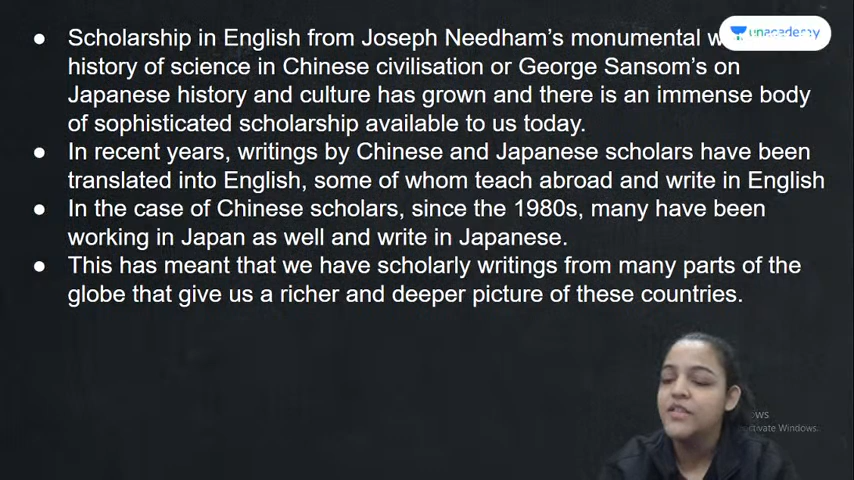 ● Scholarship in English from Joseph Needham's monumental
history of science in Chinese civilisation or George Sansom's on
Japanese history and culture has grown and there is an immense body
of sophisticated scholarship available to us today.
● In recent years, writings by Chinese and Japanese scholars have been
translated into English, some of whom teach abroad and write in English
● In the case of Chinese scholars, since the 1980s, many have been
working in Japan as well and write in Japanese.
● This has meant that we have scholarly writings from many parts of the
globe that give us a richer and deeper picture of these countries.
unacademy
Windows.